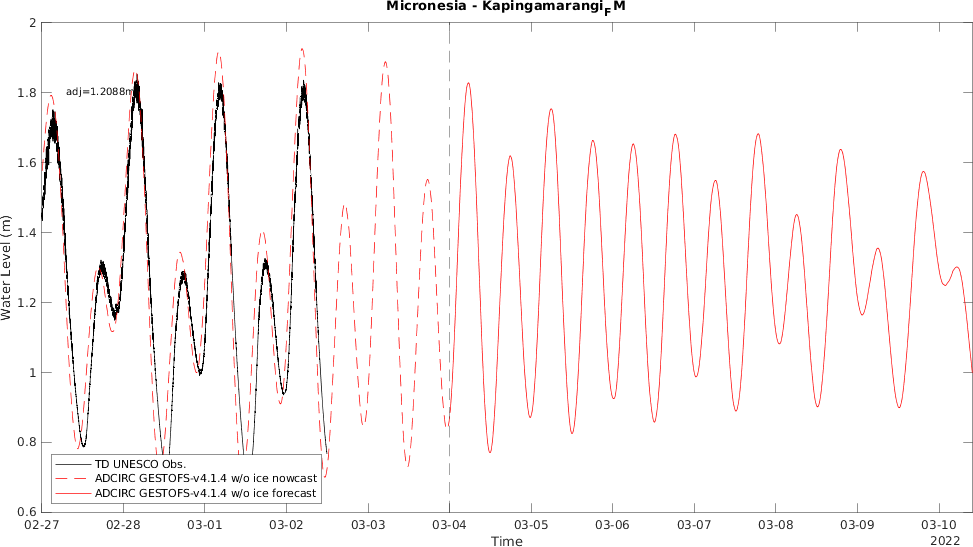 Micronesia - Kapingamarangi_FM
2
1.8
1.6
1.4
1.2
1
0.8
0.6
Water Level (m)
adj=1.2088m
TD UNESCO Obs.
ADCIRC GESTOFS-v4.1.4 w/o ice nowcast
ADCIRC GESTOFS-v4.1.4 w/o ice forecast
02-27 02-28 03-01 03-02 03-03 03-04 03-05 03-06 03-07 03-08 03-09 03-10
Time
2022